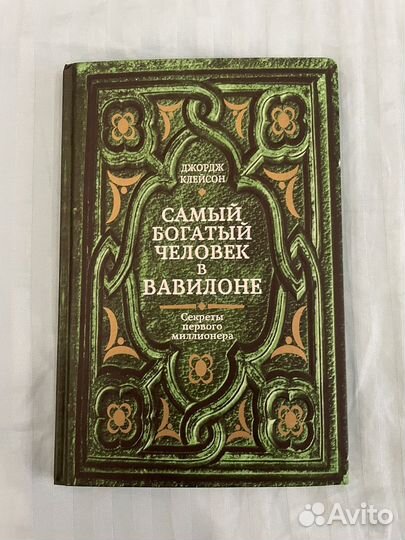 ДЖОРДЖ
КЛЕЙСОН
САМЫЙ
БОГАТЫЙ
ЧЕЛОВЕК
В
ВАВИЛОНЕ
Секреты
первого
миллионера
Avito